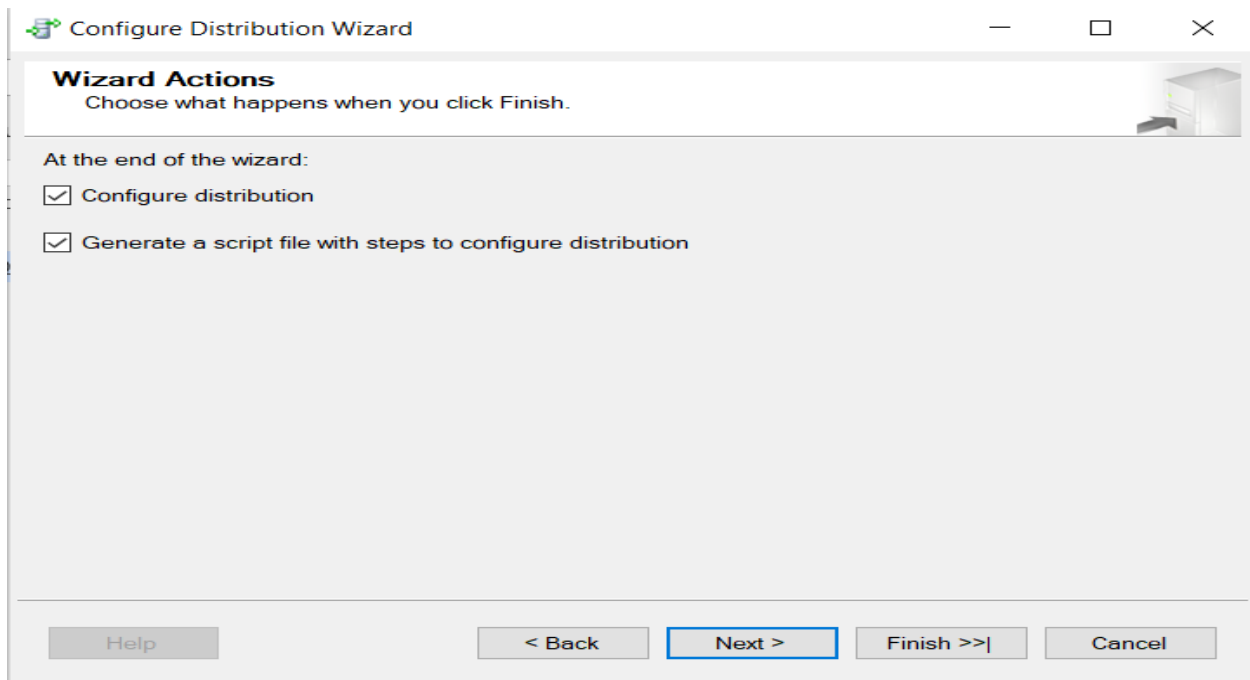 Configure Distribution Wizard
Wizard Actions
Choose what happens when you click Finish.
At the end of the wizard:
Configure distribution
Generate a script file with steps to configure distribution
Help
< Back
Next >
Finish >>|
Cancel